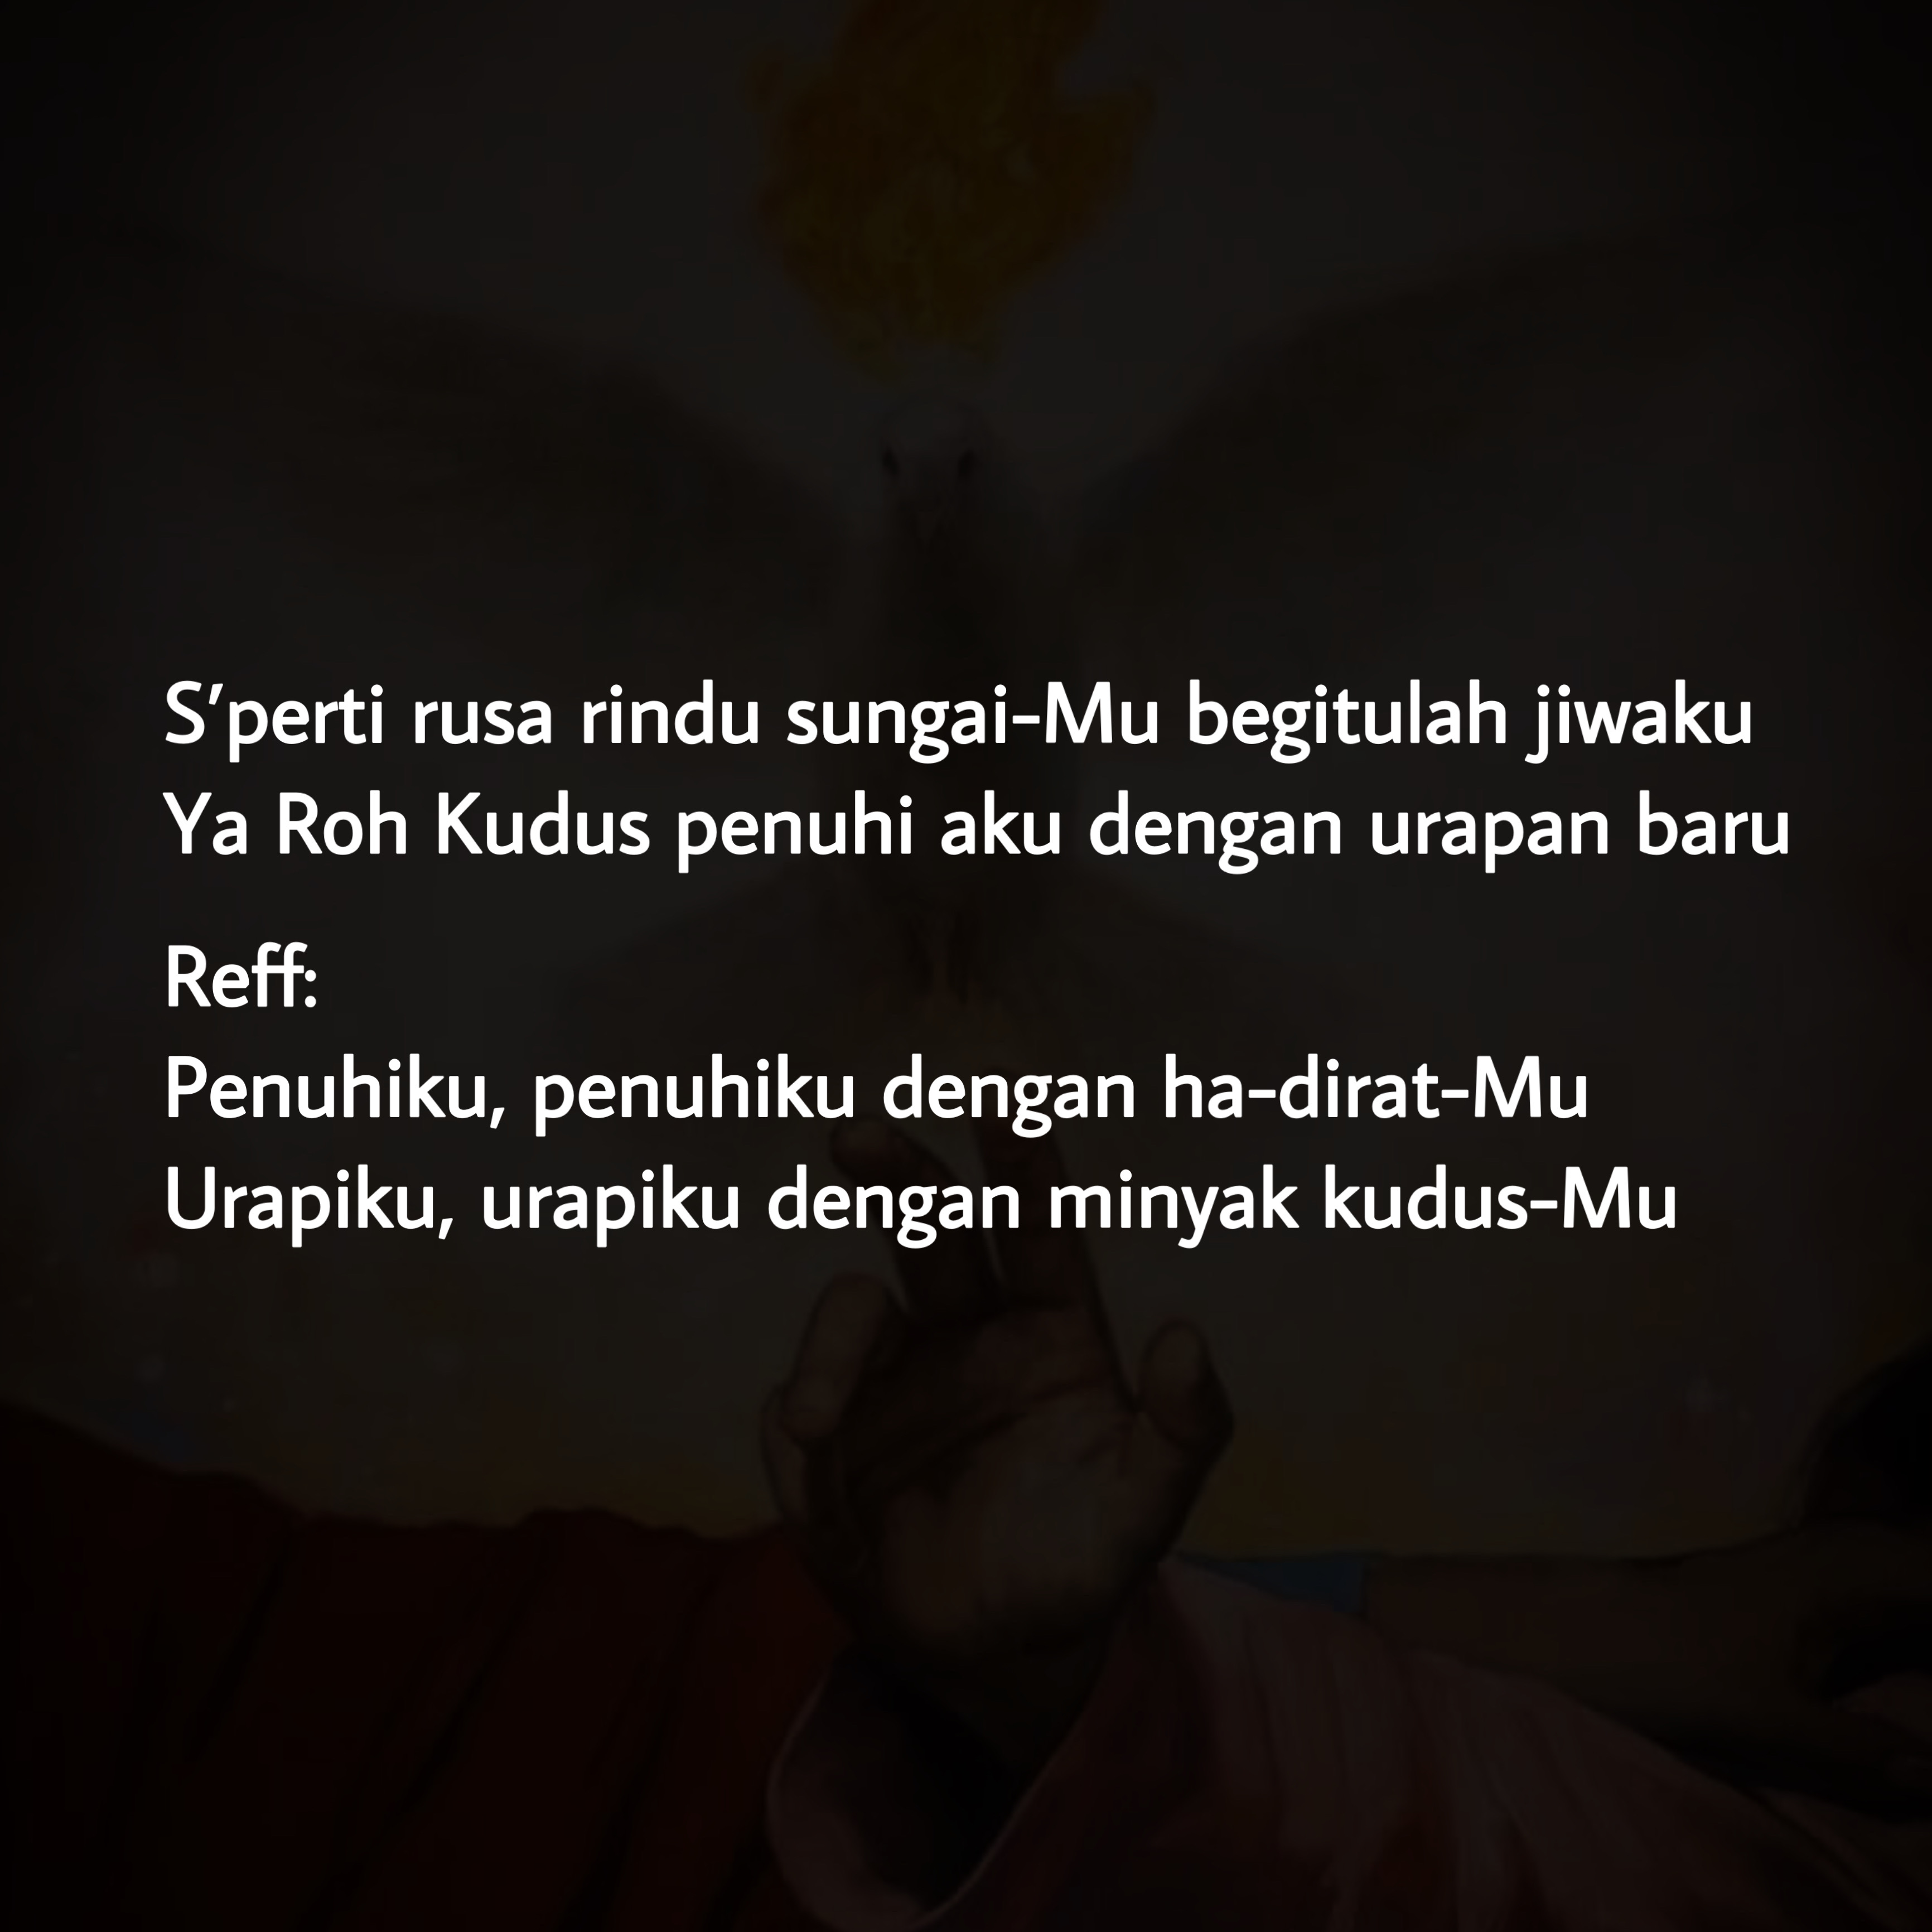 S'perti rusa rindu sungai-Mu begitulah jiwaku
Ya Roh Kudus penuhi aku dengan urapan baru
Reff:
Penuhiku, penuhiku dengan ha-dirat-Mu
Urapiku, urapiku dengan minyak kudus-Mu